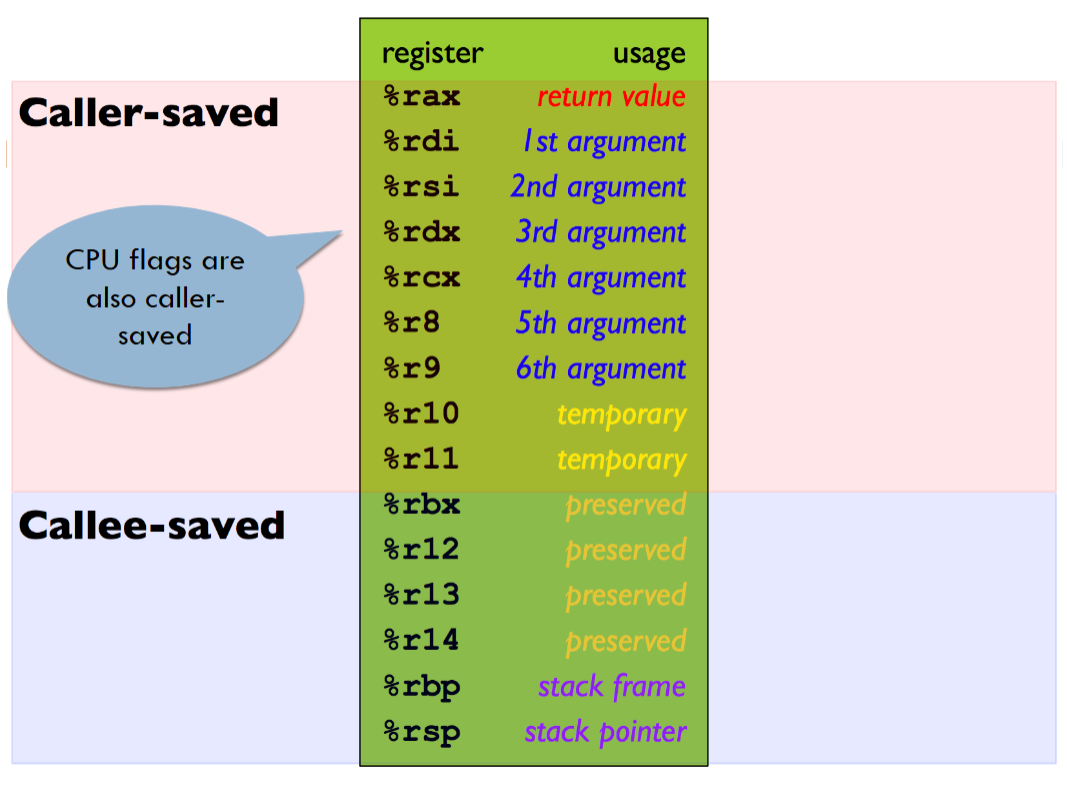 register usage
Caller-saved
%rax return value
%rdi 1st argument
%rsi 2nd argument
%rdx 3rd argument
%rcx 4th argument
%r8 5th argument
%r9 6th argument
%r10 temporary
%r11 temporary
CPU flags are
also caller-
saved
Callee-saved
%rbx preserved
%r12 preserved
%r13 preserved
%r14 preserved
%rbp stack frame
%rsp stack pointer